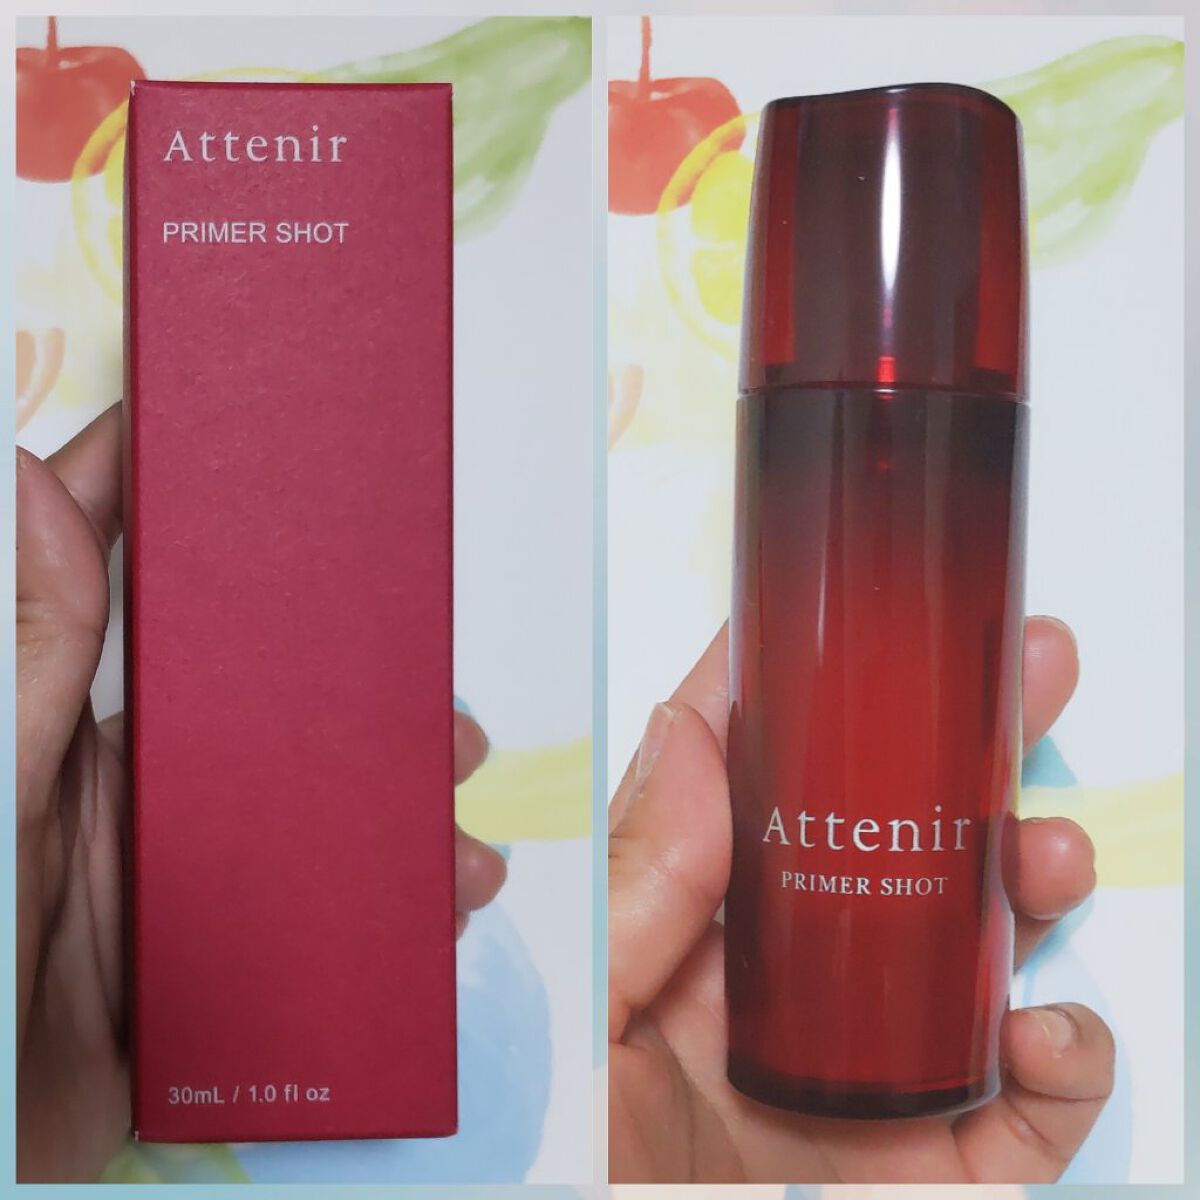 Attenir
PRIMER SHOT
30mL / 1.0 fl oz
Attenir
PRIMER SHOT